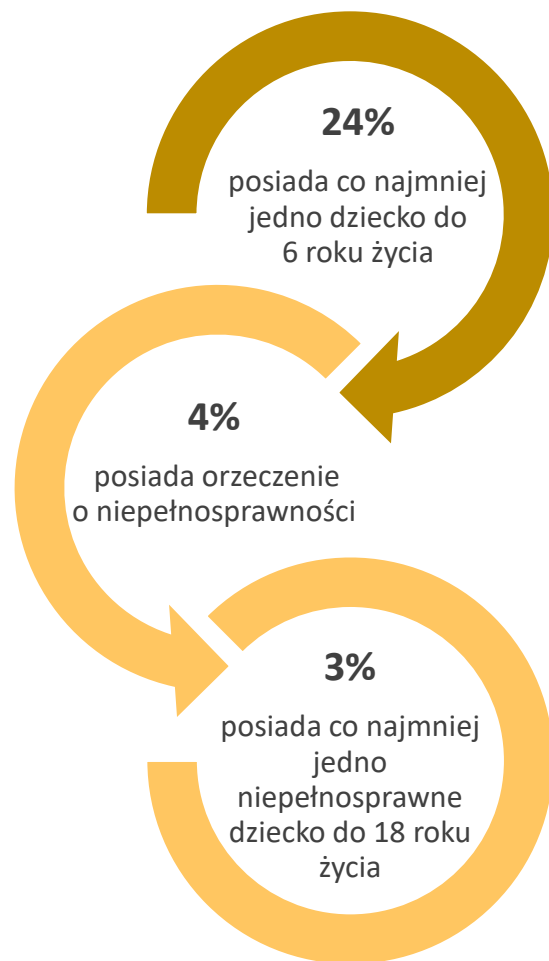 24%
posiada co najmniej
jedno dziecko do
6 roku życia
4%
posiada orzeczenie
o niepełnosprawności
3%
posiada co najmniej
jedno
niepełnosprawne
dziecko do 18 roku
życia